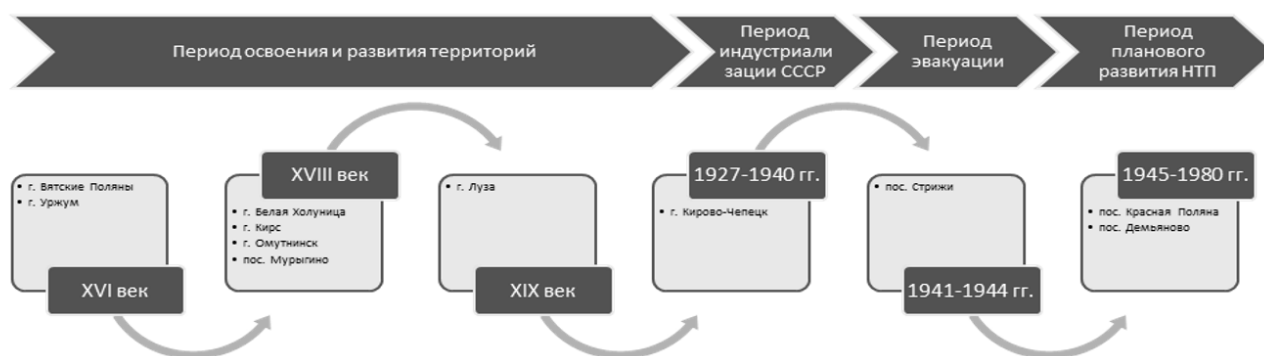 Период освоения и развития территорий
Период
индустриали
зации СССР
Период
эвакуации
Период
планового
развития НТП
• г. Вятские Поляны
• г. Уржум
XVI век
XVIII век
• г. Белая Холуница
• г. Кирс
• г. Омутнинск
• пос. Мурыгино
• г. Луза
XIX век
1927-1940 гг.
• г. Кирово-Чепецк
• пос. Стрижи
1941-1944 гг.
1945-1980 гг.
• пос. Красная Поляна
• пос. Демьяново